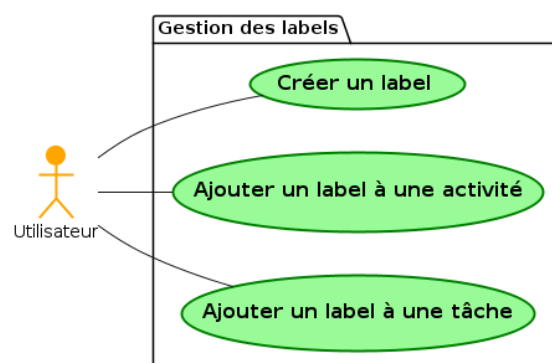 Gestion des labels
Créer un label
Ajouter un label à une activité
Utilisateur
Ajouter un label à une tâche